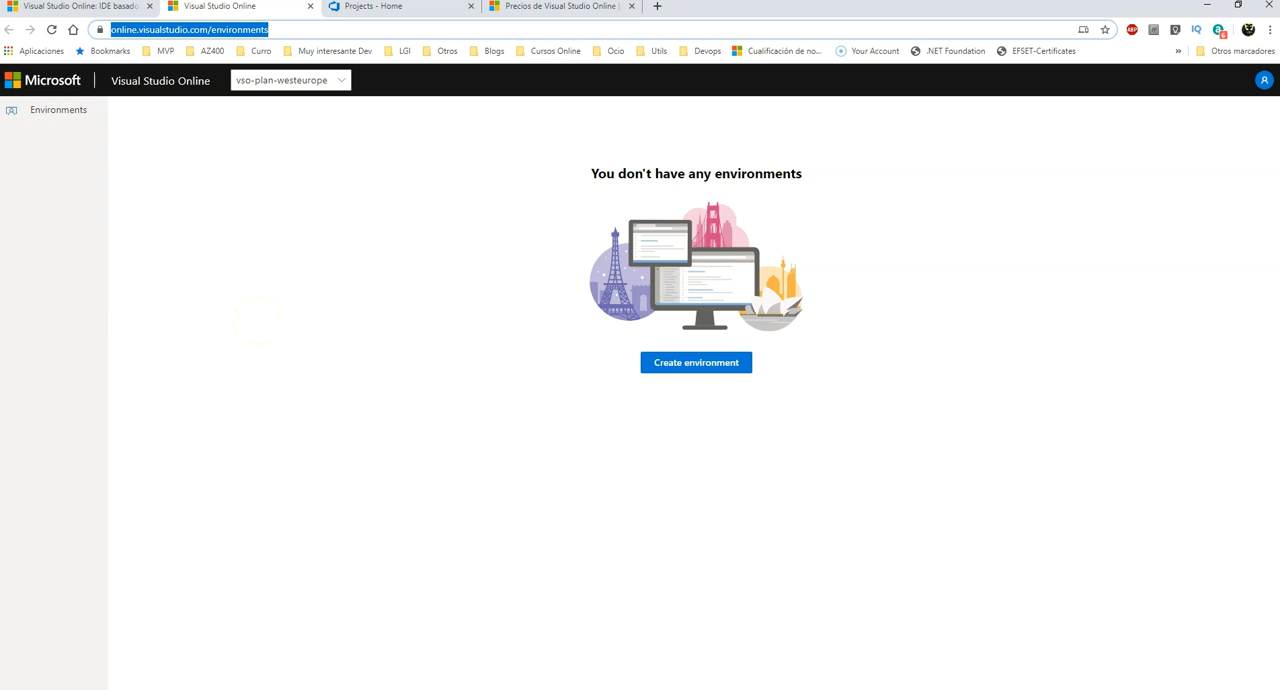 Visual Studio Online: IDE basado
Visual Studio Online
Projects - Home
Precios de Visual Studio Online |
online.visualstudio.com/environments
ABP
IQ
6
Aplicaciones
Bookmarks
MVP
AZ400
Curro
Muy interesante Dev
LGI
Otros
Blogs
Cursos Online
Ocio
Utils
Devops
Cualificación de no...
Your Account
.NET Foundation
EFSET-Certificates
»
Otros marcadores
Microsoft
Visual Studio Online
vso-plan-westeurope
Environments
You don't have any environments
Create environment